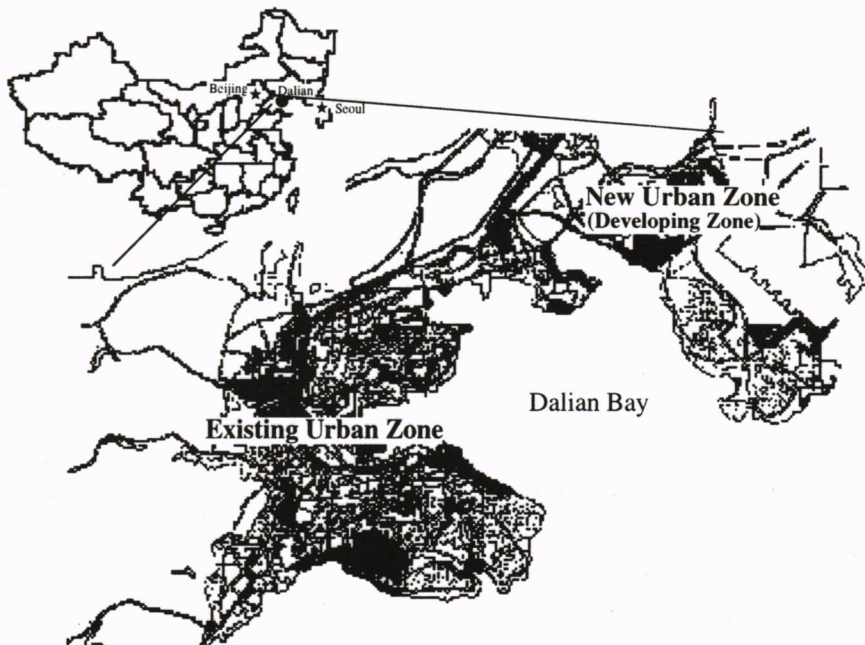 Beijing
Dalian
Seoul
New Urban Zone
(Developing Zone)
Dalian Bay
Existing Urban Zone